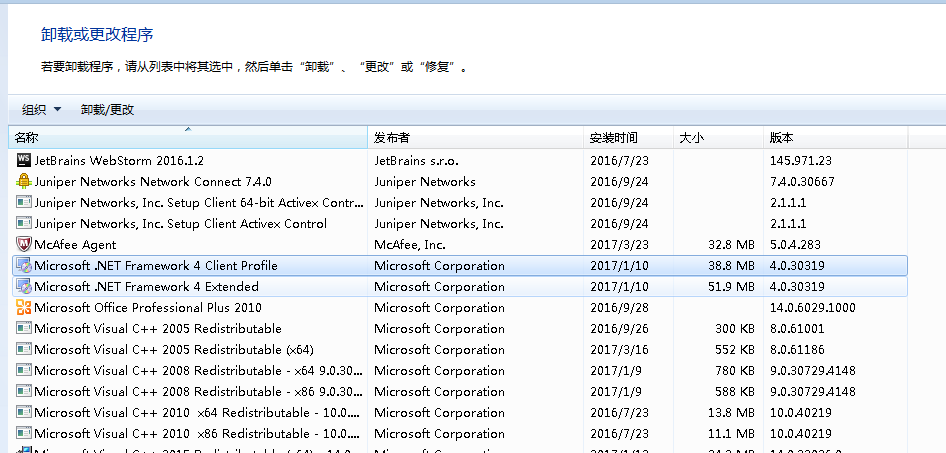 卸载或更改程序
若要卸载程序，请从列表中将其选中，然后单击“卸载”、“更改”或“修复”。
组织 卸载/更改
名称 发布者 安装时间 大小 版本
WS JetBrains WebStorm 2016.1.2 JetBrains s.r.o. 2016/7/23 145.971.23
Juniper Networks Network Connect 7.4.0 Juniper Networks 2016/9/24 7.4.0.30667
Juniper Networks, Inc. Setup Client 64-bit Activex Contr... Juniper Networks, Inc. 2016/9/24 2.1.1.1
Juniper Networks, Inc. Setup Client Activex Control Juniper Networks, Inc. 2016/9/24 2.1.1.1
McAfee Agent McAfee, Inc. 2017/3/23 32.8 MB 5.0.4.283
Microsoft .NET Framework 4 Client Profile Microsoft Corporation 2017/1/10 38.8 MB 4.0.30319
Microsoft .NET Framework 4 Extended Microsoft Corporation 2017/1/10 51.9 MB 4.0.30319
Microsoft Office Professional Plus 2010 Microsoft Corporation 2016/9/28 14.0.6029.1000
Microsoft Visual C++ 2005 Redistributable Microsoft Corporation 2016/9/26 300 KB 8.0.61001
Microsoft Visual C++ 2005 Redistributable (x64) Microsoft Corporation 2017/3/16 552 KB 8.0.61186
Microsoft Visual C++ 2008 Redistributable - x64 9.0.30... Microsoft Corporation 2017/1/9 780 KB 9.0.30729.4148
Microsoft Visual C++ 2008 Redistributable - x86 9.0.30... Microsoft Corporation 2017/1/9 588 KB 9.0.30729.4148
Microsoft Visual C++ 2010 x64 Redistributable - 10.0.... Microsoft Corporation 2016/7/23 13.8 MB 10.0.40219
Microsoft Visual C++ 2010 x86 Redistributable - 10.0.... Microsoft Corporation 2016/7/23 11.1 MB 10.0.40219